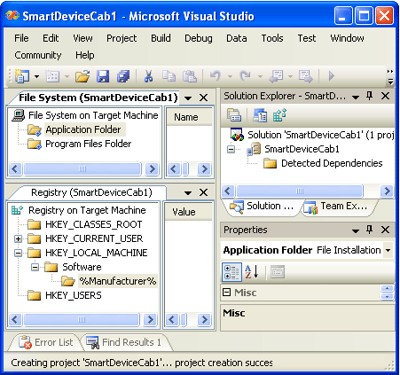 SmartDeviceCab1 - Microsoft Visual Studio
File Edit View Project Build Debug Data Tools Test Window
Community Help
File System (SmartDeviceCab1)
File System on Target Machine
Application Folder
Program Files Folder
Name
Solution Explorer - SmartD...
Solution 'SmartDeviceCab1' (1 proj
SmartDeviceCab1
Detected Dependencies
Solution ... Team Ex...
Registry (SmartDeviceCab1)
Registry on Target Machine
HKEY_CLASSES_ROOT
HKEY_CURRENT_USER
HKEY_LOCAL_MACHINE
Software
%Manufacturer%
HKEY_USERS
Value
Properties
Application Folder File Installation
Misc
Misc
Error List Find Results 1
Creating project 'SmartDeviceCab1'... project creation succes